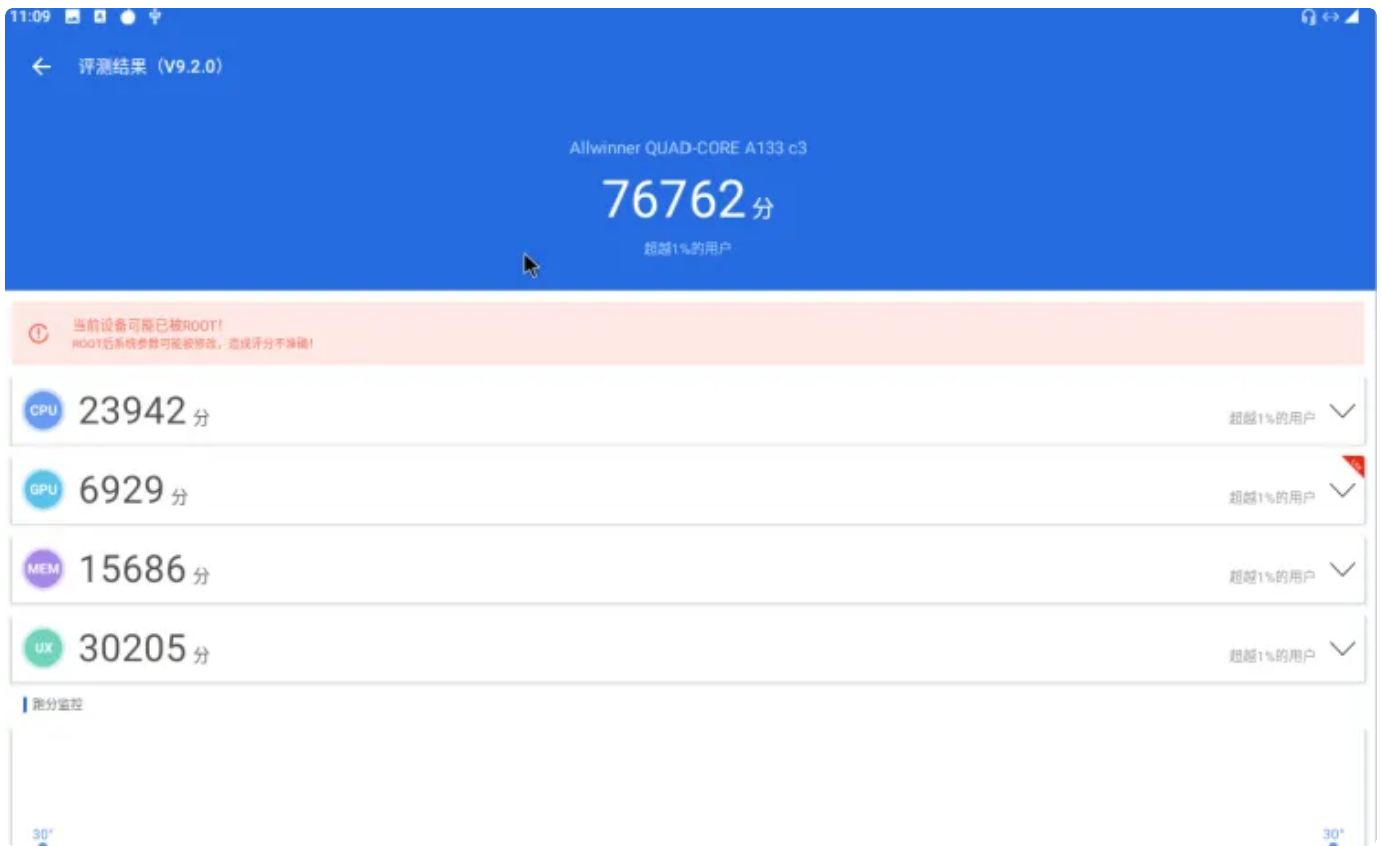 11:09
评测结果（V9.2.0）
Allwinner QUAD-CORE A133 c3
76762分
超越1%的用户
当前设备可能已被ROOT！
ROOT后系统参数可能被修改，造成评分不准确！
CPU 23942分 超越1%的用户
GPU 6929分 超越1%的用户
MEM 15686分 超越1%的用户
UX 30205分 超越1%的用户
跑分监控
30° 30°